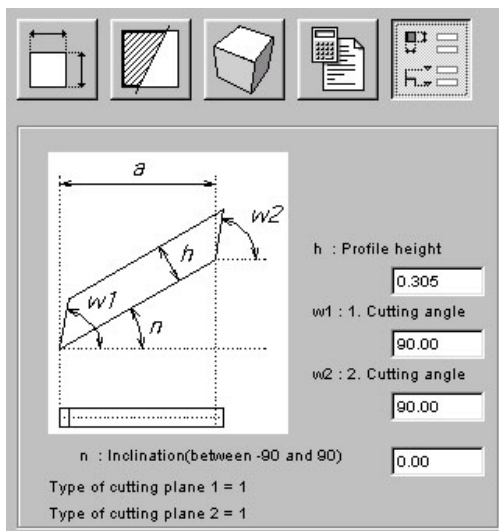 a
w2
h
w1
n
h : Profile height
0.305
w1 : 1. Cutting angle
90.00
w2 : 2. Cutting angle
90.00
n : Inclination(between -90 and 90)
0.00
Type of cutting plane 1 = 1
Type of cutting plane 2 = 1